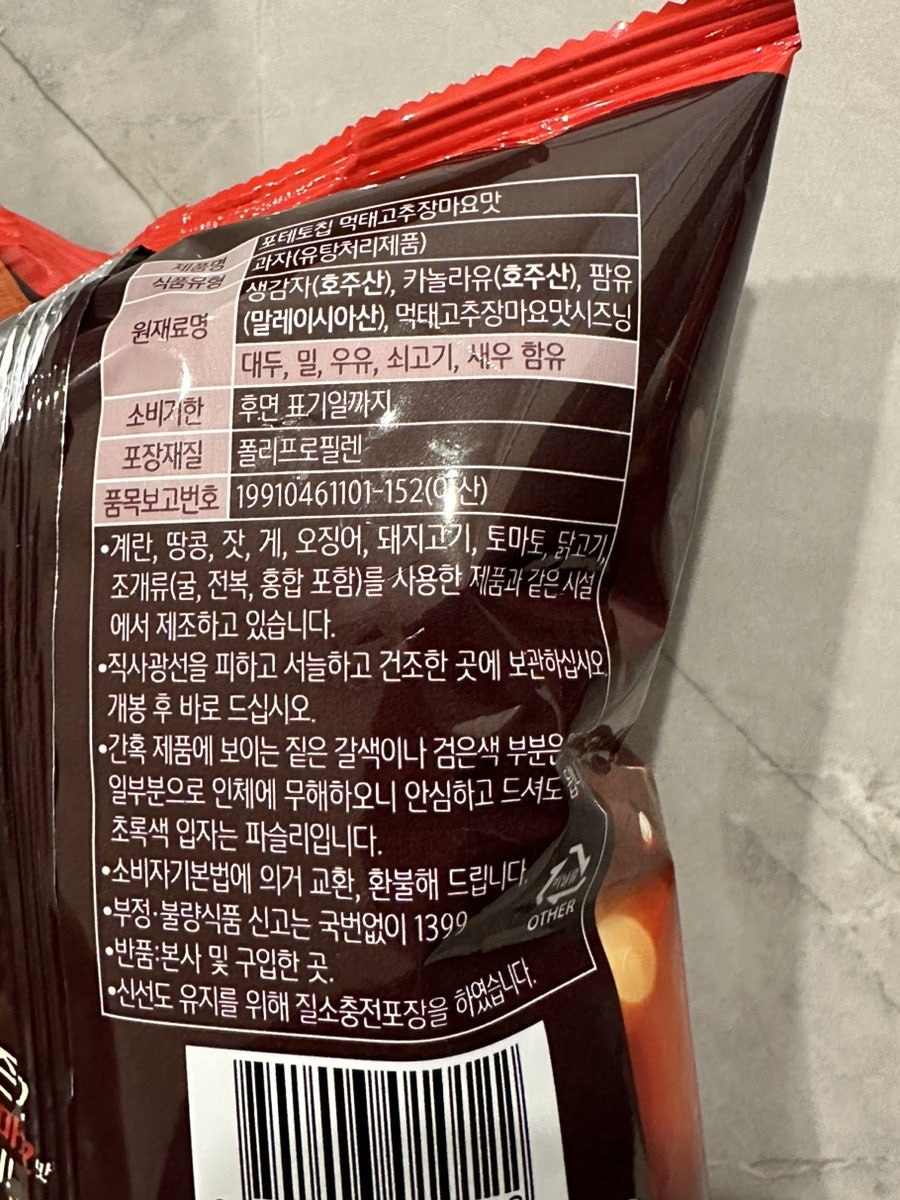 제품명 포테토칩 먹태고추장마요맛
식품유형 과자(유탕처리제품)
원재료명 생감자(호주산), 카놀라유(호주산), 팜유
(말레이시아산), 먹태고추장마요맛시즈닝
대두, 밀, 우유, 쇠고기, 새우 함유
소비기한 후면 표기일까지
포장재질 폴리프로필렌
품목보고번호 19910461101-152(아산)
•계란, 땅콩, 잣, 게, 오징어, 돼지고기, 토마토, 닭고기,
조개류(굴, 전복, 홍합 포함)를 사용한 제품과 같은 시설
에서 제조하고 있습니다.
•직사광선을 피하고 서늘하고 건조한 곳에 보관하십시오.
개봉 후 바로 드십시오.
•간혹 제품에 보이는 짙은 갈색이나 검은색 부분은
일부분으로 인체에 무해하오니 안심하고 드셔도
초록색 입자는 파슬리입니다.
•소비자기본법에 의거 교환, 환불해 드립니다.
•부정·불량식품 신고는 국번없이 1399
•반품:본사 및 구입한 곳.
•신선도 유지를 위해 질소충전포장을 하였습니다.
비닐류
OTHER
맛